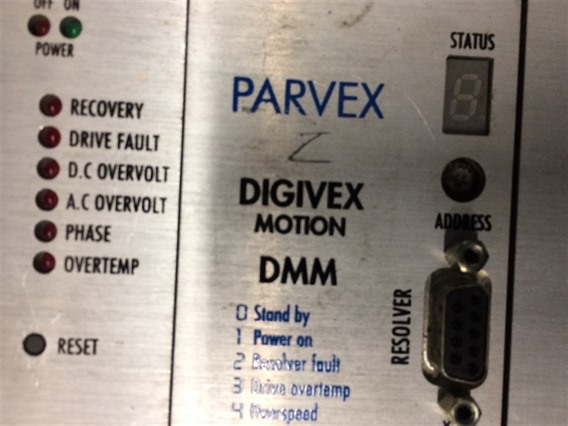 OFF ON
POWER
RECOVERY
DRIVE FAULT
D.C OVERVOLT
A.C OVERVOLT
PHASE
OVERTEMP
RESET
PARVEX
Z
DIGIVEX
MOTION
DMM
0 Stand by
1 Power on
2 Resolver fault
3 Drive overtemp
4 Overspeed
STATUS
8
ADDRESS
RESOLVER
X